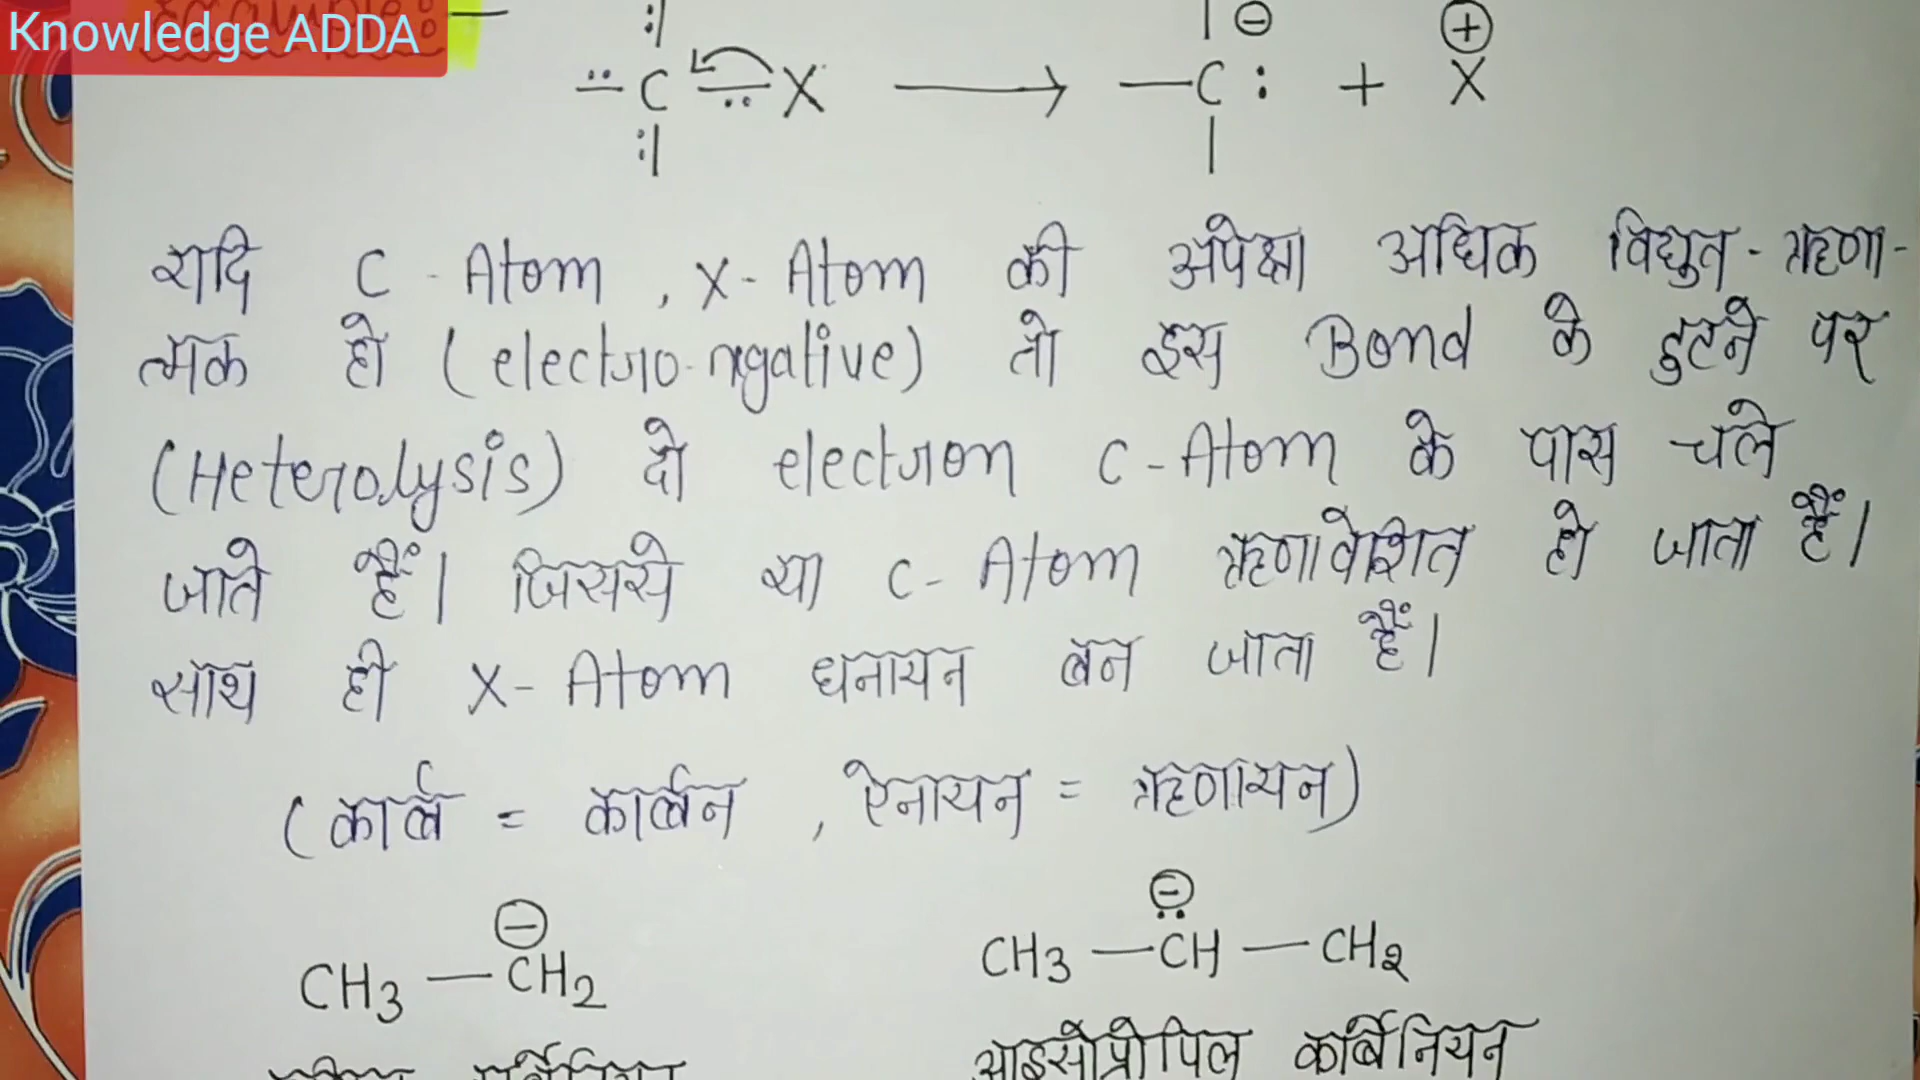 Knowledge ADDA
– C – X → – C : + X
यदि C - Atom , X - Atom की अपेक्षा अधिक विद्युत - ऋणा-
त्मक हो ( electro-negative ) तो इस Bond के टुटने पर
(Heterolysis) दो electron C - Atom के पास चले
जाते हैं। जिससे या C - Atom ऋणावेशित हो जाता हैं।
साथ ही X - Atom धनायन बन जाता हैं।
(कार्ब = कार्बन , ऐनायन = ऋणायन)
⊖ ⊖
CH3 — CH2 CH3 — CH — CH2
आइसोप्रोपिल कार्बेनियन